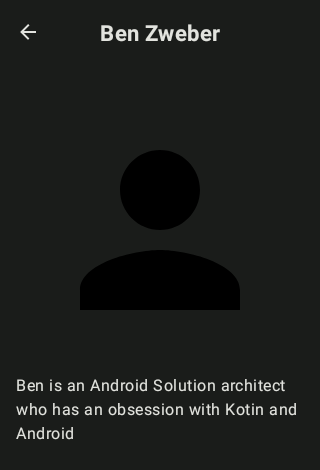 Ben Zweber
Ben is an Android Solution architect
who has an obsession with Kotin and
Android